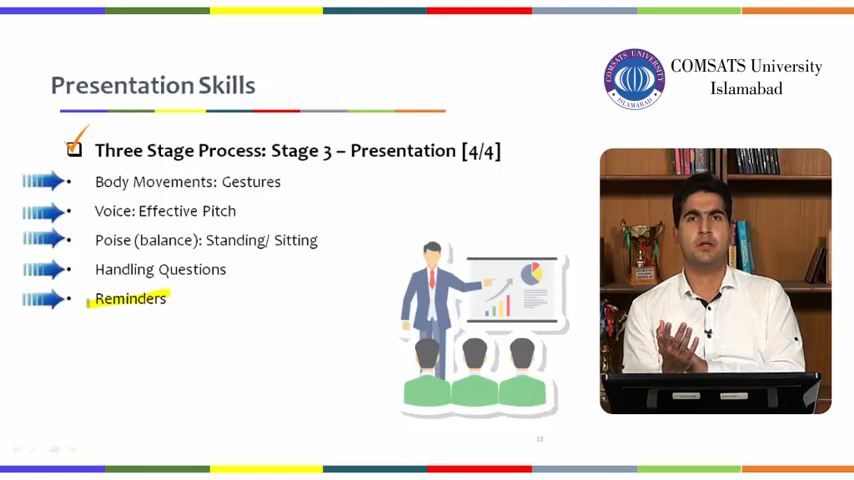 COMSATS University
Islamabad
COMSATS UNIVERSITY
ISLAMABAD
Presentation Skills
Three Stage Process: Stage 3 – Presentation [4/4]
• Body Movements: Gestures
• Voice: Effective Pitch
• Poise (balance): Standing/ Sitting
• Handling Questions
• Reminders
18